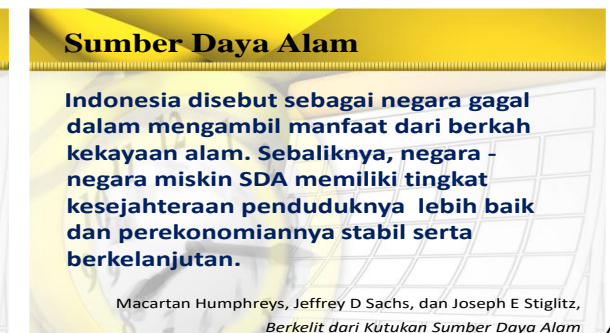 Sumber Daya Alam
Indonesia disebut sebagai negara gagal
dalam mengambil manfaat dari berkah
kekayaan alam. Sebaliknya, negara -
negara miskin SDA memiliki tingkat
kesejahteraan penduduknya lebih baik
dan perekonomiannya stabil serta
berkelanjutan.
Macartan Humphreys, Jeffrey D Sachs, dan Joseph E Stiglitz,
Berkelit dari Kutukan Sumber Daya Alam